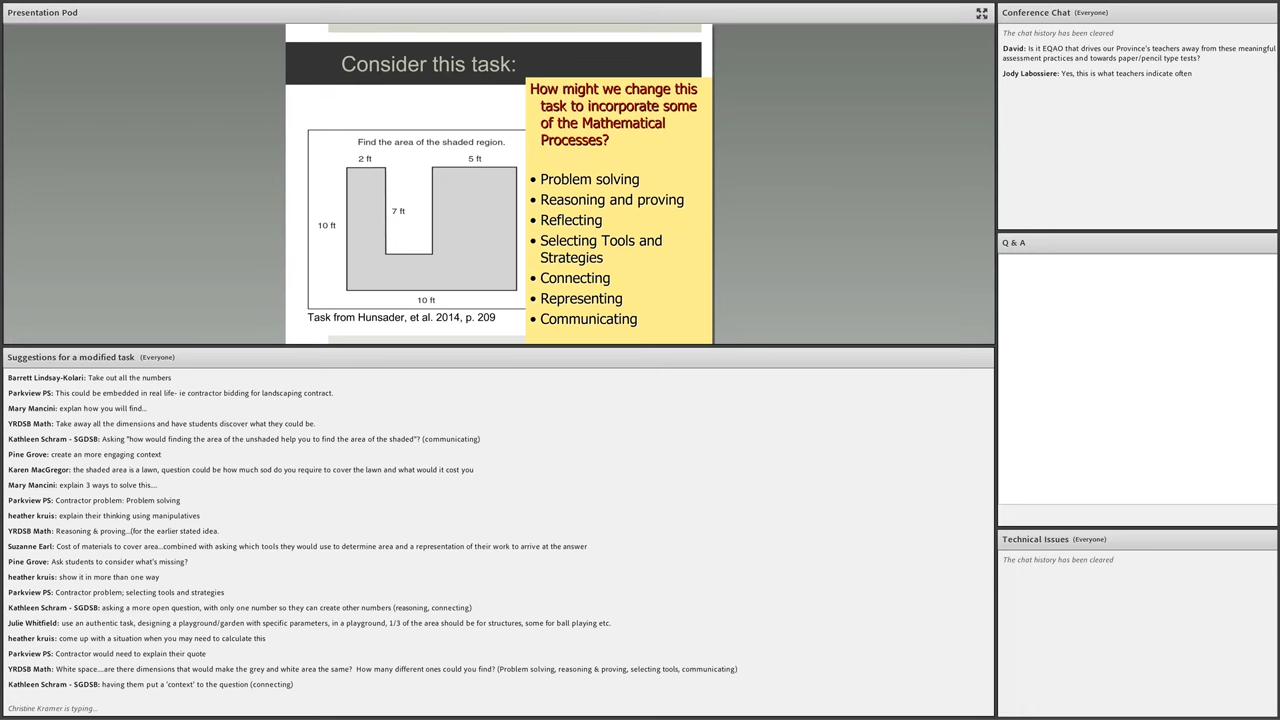 Presentation Pod
Consider this task:
Find the area of the shaded region.
2 ft
5 ft
7 ft
10 ft
10 ft
Task from Hunsader, et al. 2014, p. 209
How might we change this
task to incorporate some
of the Mathematical
Processes?
• Problem solving
• Reasoning and proving
• Reflecting
• Selecting Tools and
Strategies
• Connecting
• Representing
• Communicating
Suggestions for a modified task (Everyone)
Barrett Lindsay-Kolari: Take out all the numbers
Parkview PS: This could be embedded in real life- ie contractor bidding for landscaping contract.
Mary Mancini: explan how you will find...
YRDSB Math: Take away all the dimensions and have students discover what they could be.
Kathleen Schram - SGDSB: Asking "how would finding the area of the unshaded help you to find the area of the shaded"? (communicating)
Pine Grove: create an more engaging context
Karen MacGregor: the shaded area is a lawn, question could be how much sod do you require to cover the lawn and what would it cost you
Mary Mancini: explain 3 ways to solve this....
Parkview PS: Contractor problem: Problem solving
heather kruis: explain their thinking using manipulatives
YRDSB Math: Reasoning & proving...(for the earlier stated idea.
Suzanne Earl: Cost of materials to cover area...combined with asking which tools they would use to determine area and a representation of their work to arrive at the answer
Pine Grove: Ask students to consider what's missing?
heather kruis: show it in more than one way
Parkview PS: Contractor problem; selecting tools and strategies
Kathleen Schram - SGDSB: asking a more open question, with only one number so they can create other numbers (reasoning, connecting)
Julie Whitfield: use an authentic task, designing a playground/garden with specific parameters, in a playground, 1/3 of the area should be for structures, some for ball playing etc.
heather kruis: come up with a situation when you may need to calculate this
Parkview PS: Contractor would need to explain their quote
YRDSB Math: White space....are there dimensions that would make the grey and white area the same? How many different ones could you find? (Problem solving, reasoning & proving, selecting tools, communicating)
Kathleen Schram - SGDSB: having them put a 'context' to the question (connecting)
Christine Kramer is typing...
Conference Chat (Everyone)
The chat history has been cleared
David: Is it EQAO that drives our Province's teachers away from these meaningful
assessment practices and towards paper/pencil type tests?
Jody Labossiere: Yes, this is what teachers indicate often
Q & A
Technical Issues (Everyone)
The chat history has been cleared